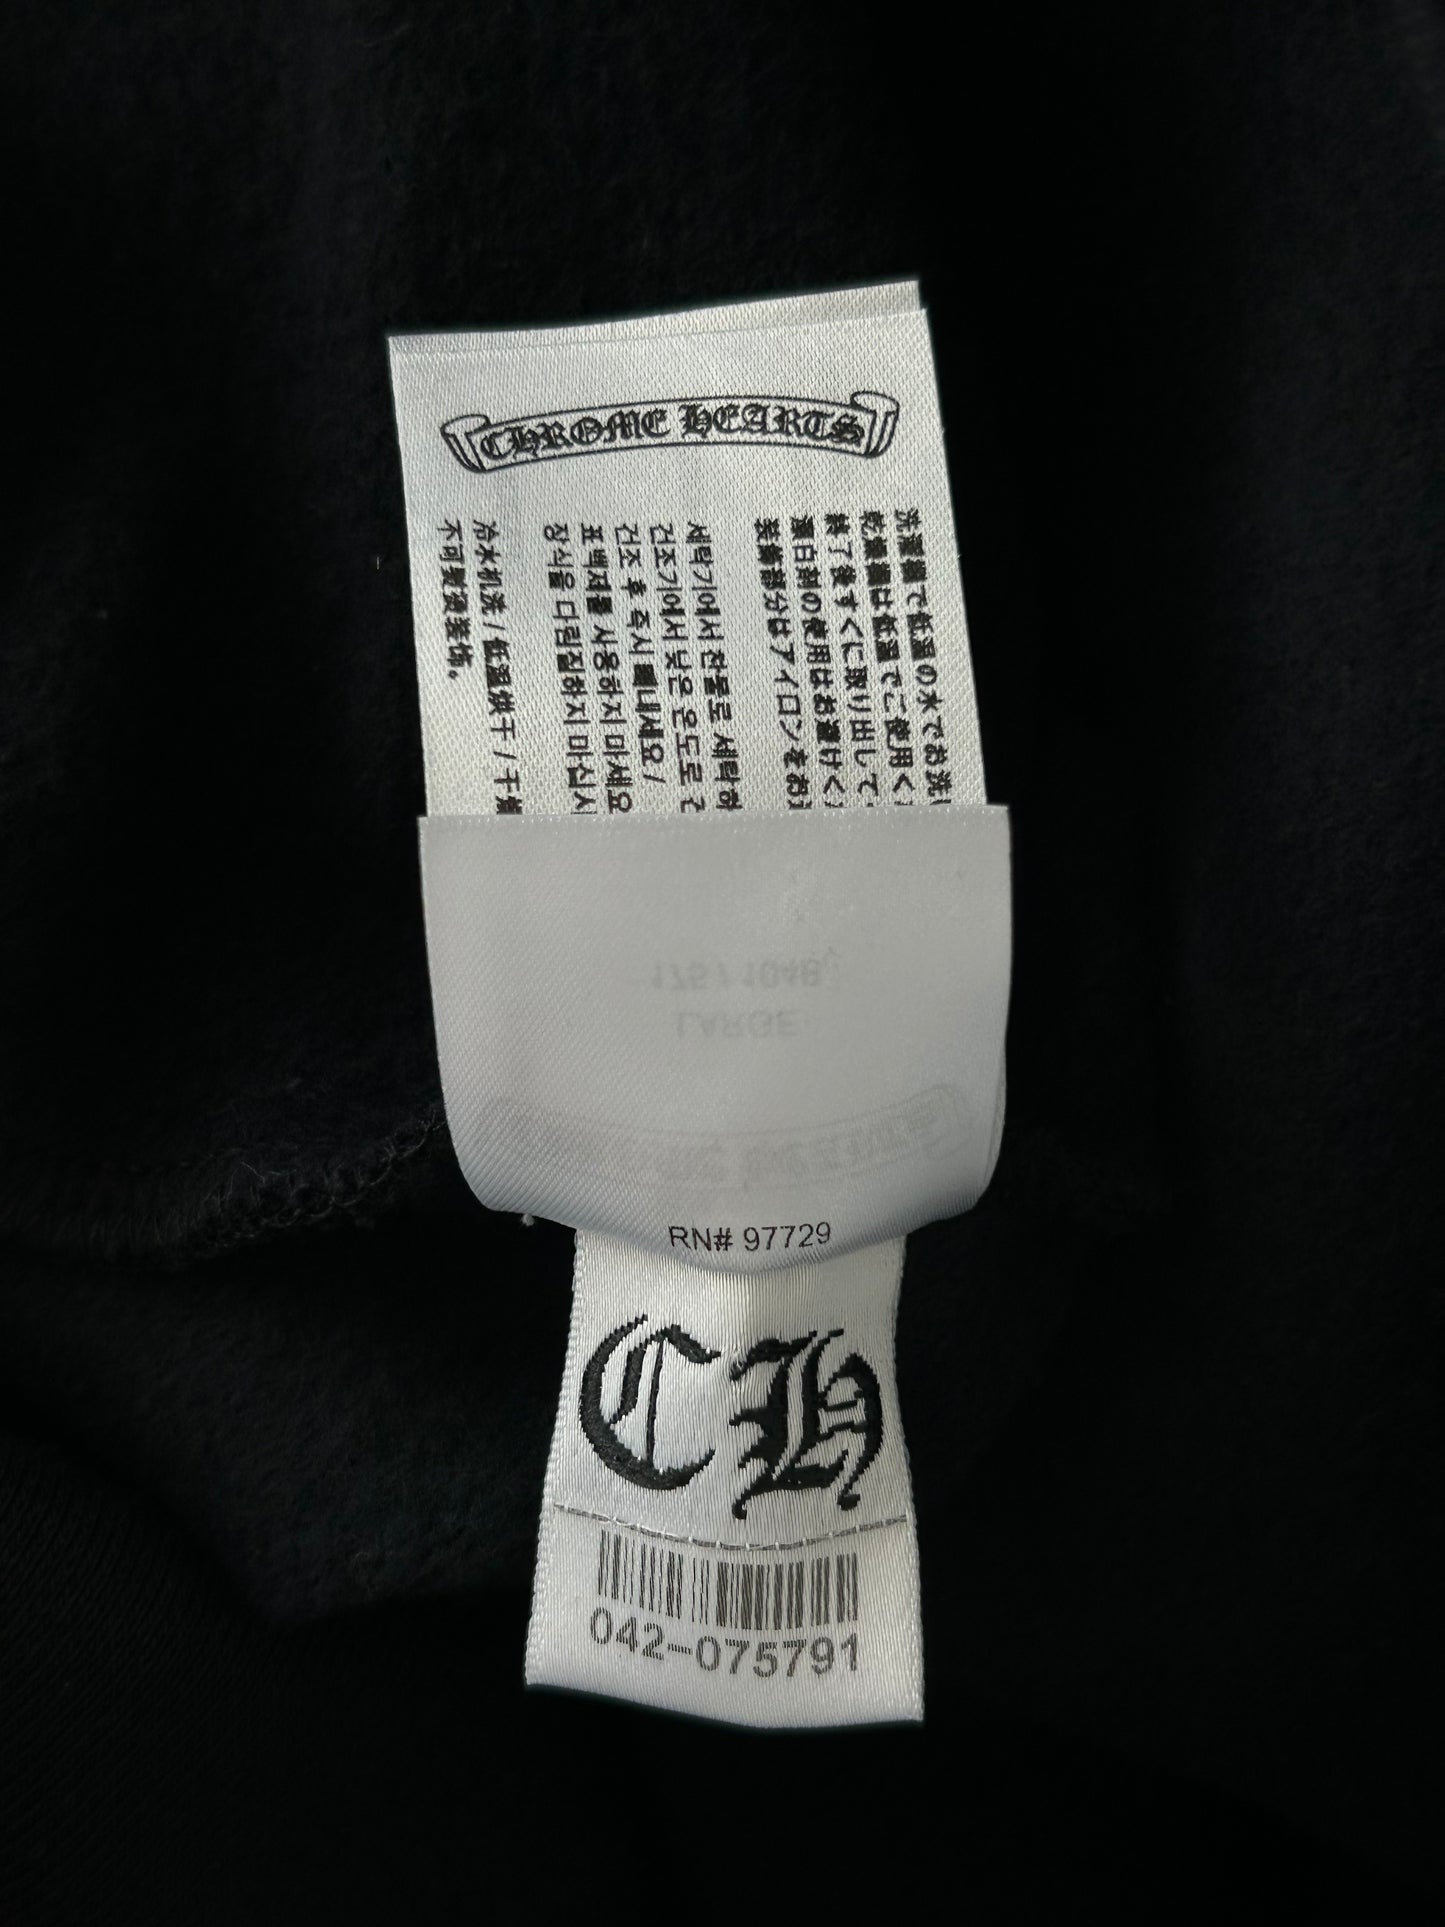 CHROME HEARTS
洗濯機で低温の水でお洗
乾燥機は低温でご使用く
終了後すぐに取り出して
漂白剤の使用はお避けく
装飾部分はアイロンをお
세탁기에서 찬물로 세탁하
건조기에서 낮은 온도로 건
건조 후 즉시 빼내세요 /
표백제를 사용하지 마세요
장식을 다림질하지 마십시
冷水机洗 / 低温烘干 / 干
不可熨烫装饰。
175 / 104B
LARGE
RN# 97729
CH
042-075791